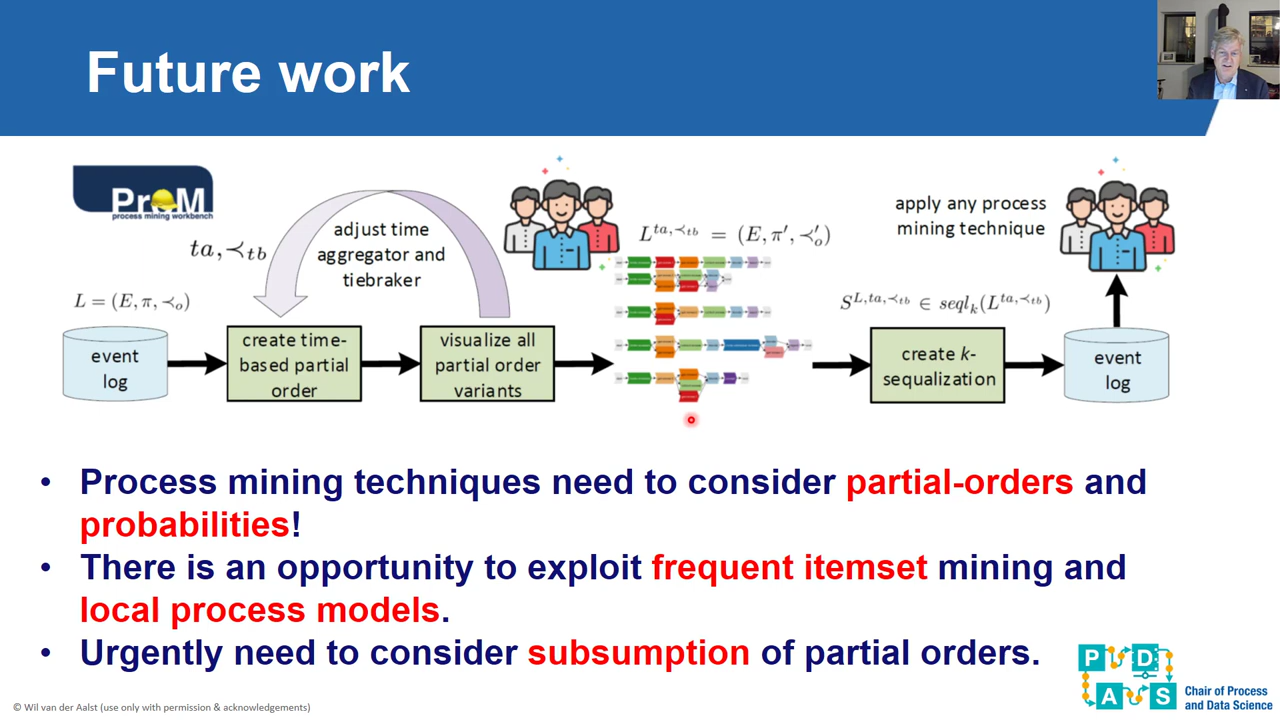 Future work
ProM
process mining workbench
ta, ≺tb
adjust time
aggregator and
tiebraker
L^{ta,≺tb} = (E, π′, ≺′o)
apply any process
mining technique
L = (E, π, ≺o)
S^{L,ta,≺tb} ∈ seql_k(L^{ta,≺tb})
event
log
create time-
based partial
order
visualize all
partial order
variants
create k-
sequalization
event
log
• Process mining techniques need to consider partial-orders and
probabilities!
• There is an opportunity to exploit frequent itemset mining and
local process models.
• Urgently need to consider subsumption of partial orders.
P D
A S
Chair of Process
and Data Science
© Wil van der Aalst (use only with permission & acknowledgements)